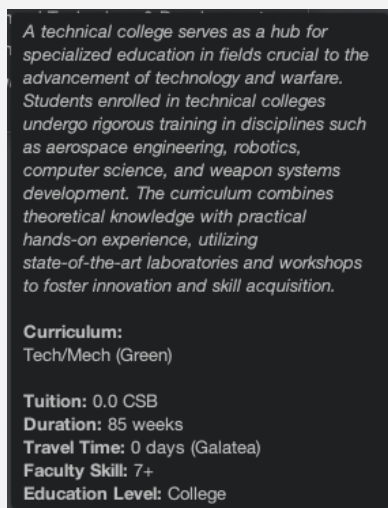 A technical college serves as a hub for
specialized education in fields crucial to the
advancement of technology and warfare.
Students enrolled in technical colleges
undergo rigorous training in disciplines such
as aerospace engineering, robotics,
computer science, and weapon systems
development. The curriculum combines
theoretical knowledge with practical
hands-on experience, utilizing
state-of-the-art laboratories and workshops
to foster innovation and skill acquisition.
Curriculum:
Tech/Mech (Green)
Tuition: 0.0 CSB
Duration: 85 weeks
Travel Time: 0 days (Galatea)
Faculty Skill: 7+
Education Level: College